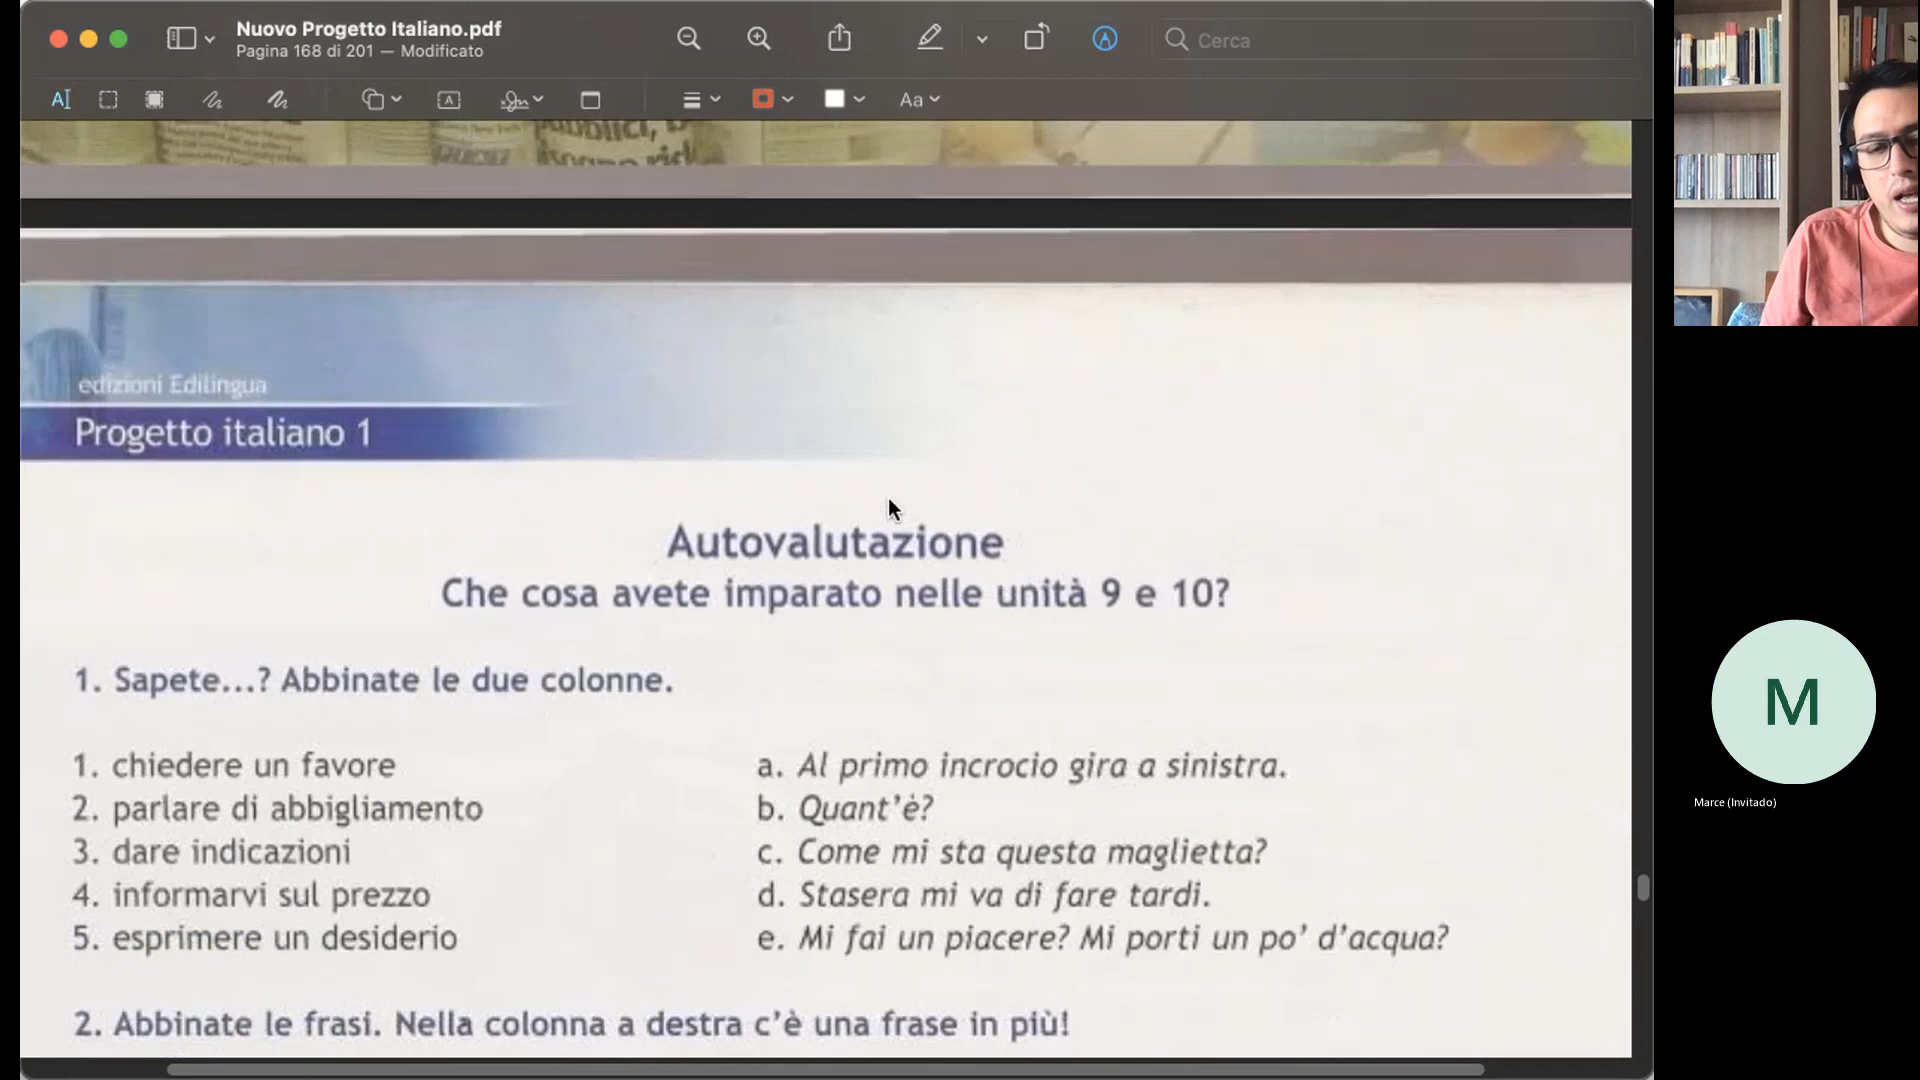 Nuovo Progetto Italiano.pdf
Pagina 168 di 201 — Modificato
Cerca
A
Aa
edizioni Edilingua
Progetto italiano 1
Autovalutazione
Che cosa avete imparato nelle unità 9 e 10?
1. Sapete...? Abbinate le due colonne.
1. chiedere un favore
2. parlare di abbigliamento
3. dare indicazioni
4. informarvi sul prezzo
5. esprimere un desiderio
a. Al primo incrocio gira a sinistra.
b. Quant'è?
c. Come mi sta questa maglietta?
d. Stasera mi va di fare tardi.
e. Mi fai un piacere? Mi porti un po' d'acqua?
2. Abbinate le frasi. Nella colonna a destra c'è una frase in più!
M
Marce (Invitado)